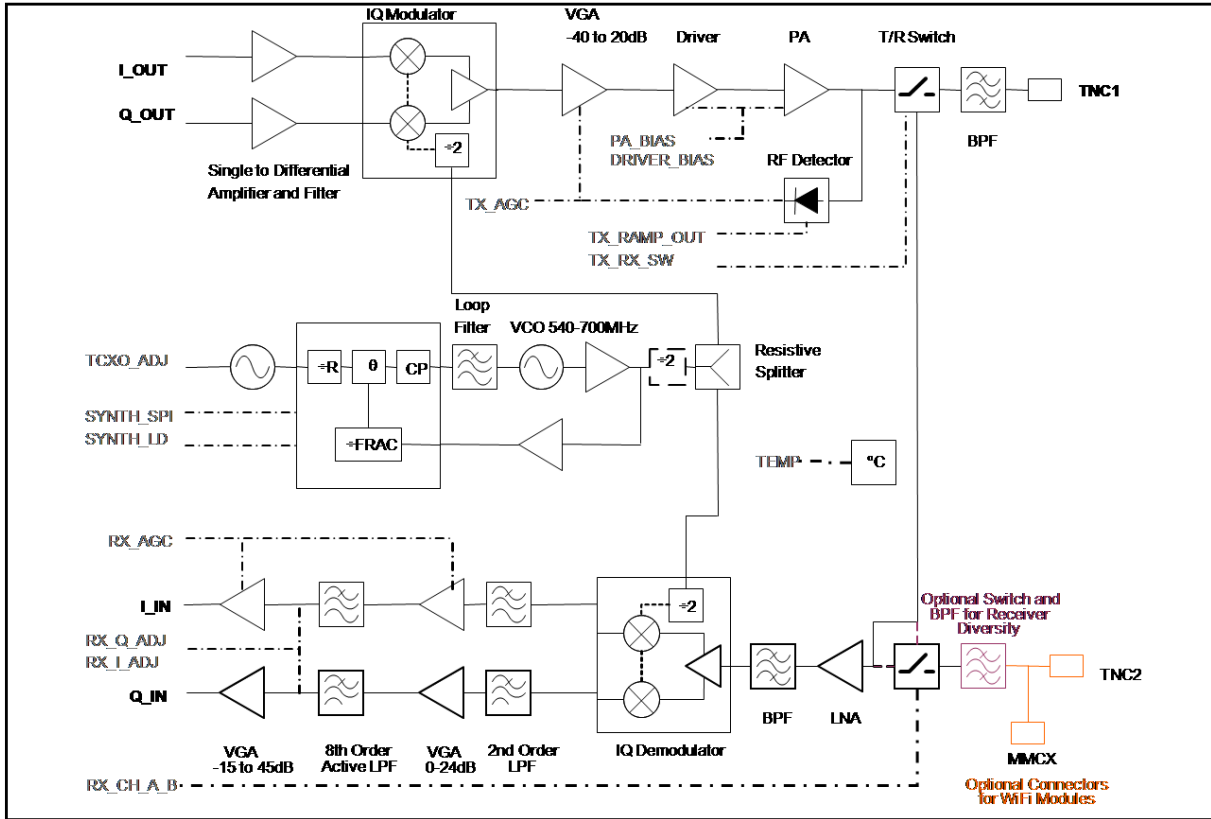 IQ Modulator
VGA
-40 to 20dB
Driver
PA
T/R Switch
I_OUT
Q_OUT
÷2
TNC1
BPF
PA_BIAS
DRIVER_BIAS
RF Detector
Single to Differential
Amplifier and Filter
TX_AGC
TX_RAMP_OUT
TX_RX_SW
Loop
Filter
VCO 540-700MHz
TCXO_ADJ
÷R
θ
CP
÷2
Resistive
Splitter
SYNTH_SPI
SYNTH_LD
÷FRAC
TEMP
ºC
RX_AGC
I_IN
RX_Q_ADJ
RX_I_ADJ
Q_IN
÷2
Optional Switch and
BPF for Receiver
Diversity
TNC2
BPF
LNA
VGA
-15 to 45dB
8th Order
Active LPF
VGA
0-24dB
2nd Order
LPF
IQ Demodulator
MMCX
RX_CH_A_B
Optional Connectors
for WiFi Modules